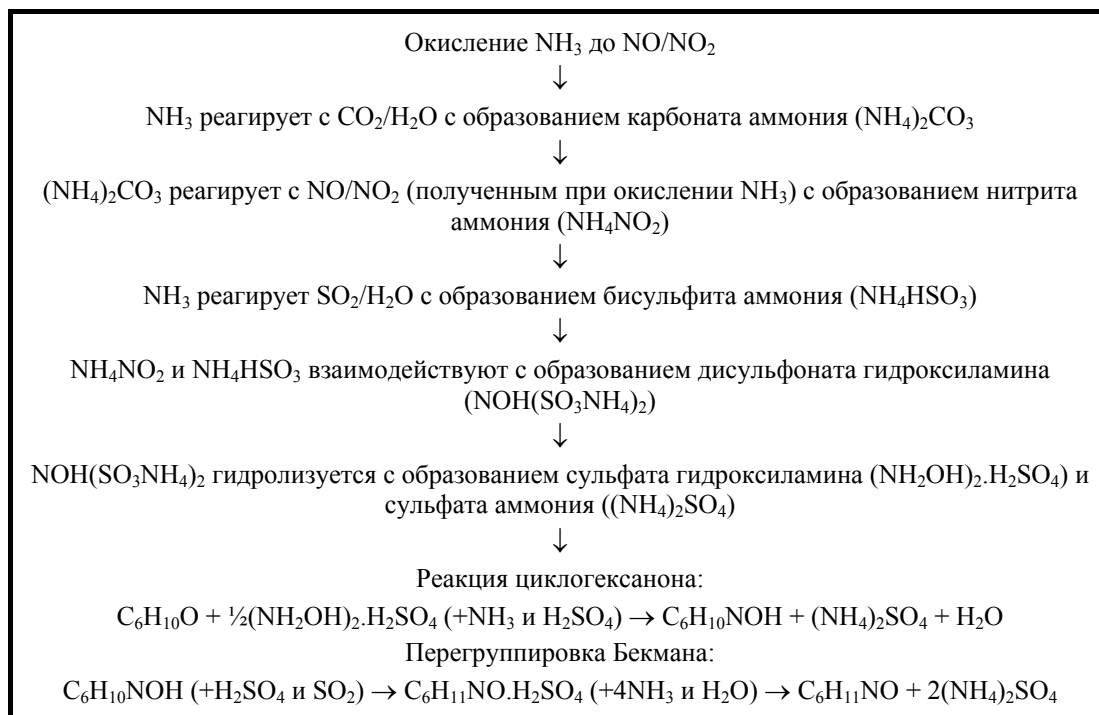 Окисление NH₃ до NO/NO₂
↓
NH₃ реагирует с CO₂/H₂O с образованием карбоната аммония (NH₄)₂CO₃
↓
(NH₄)₂CO₃ реагирует с NO/NO₂ (полученным при окислении NH₃) с образованием нитрита
аммония (NH₄NO₂)
↓
NH₃ реагирует SO₂/H₂O с образованием бисульфита аммония (NH₄HSO₃)
↓
NH₄NO₂ и NH₄HSO₃ взаимодействуют с образованием дисульфоната гидроксиламина
(NOH(SO₃NH₄)₂)
↓
NOH(SO₃NH₄)₂ гидролизуется с образованием сульфата гидроксиламина (NH₂OH)₂.H₂SO₄) и
сульфата аммония ((NH₄)₂SO₄)
↓
Реакция циклогексанона:
C₆H₁₀O + ½(NH₂OH)₂.H₂SO₄ (+NH₃ и H₂SO₄) → C₆H₁₀NOH + (NH₄)₂SO₄ + H₂O
Перегруппировка Бекмана:
C₆H₁₀NOH (+H₂SO₄ и SO₂) → C₆H₁₁NO.H₂SO₄ (+4NH₃ и H₂O) → C₆H₁₁NO + 2(NH₄)₂SO₄